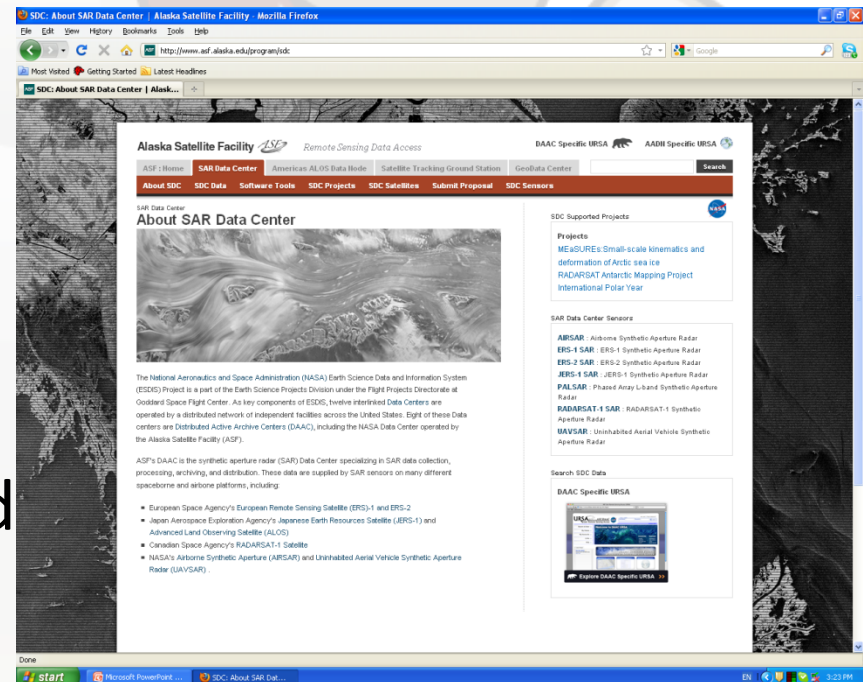 SDC: About SAR Data Center | Alaska Satellite Facility - Mozilla Firefox
File Edit View History Bookmarks Tools Help
http://www.asf.alaska.edu/program/sdc
Google
Most Visited Getting Started Latest Headlines
SDC: About SAR Data Center | Alask...
Alaska Satellite Facility ASF Remote Sensing Data Access
DAAC Specific URSA AADN Specific URSA
ASF : Home SAR Data Center Americas ALOS Data Node Satellite Tracking Ground Station GeoData Center Search
About SDC SDC Data Software Tools SDC Projects SDC Satellites Submit Proposal SDC Sensors
SAR Data Center
About SAR Data Center
The National Aeronautics and Space Administration (NASA) Earth Science Data and Information System
(ESDIS) Project is a part of the Earth Science Projects Division under the Flight Projects Directorate at
Goddard Space Flight Center. As key components of ESDIS, twelve interlinked Data Centers are
operated by a distributed network of independent facilities across the United States. Eight of these Data
centers are Distributed Active Archive Centers (DAAC), including the NASA Data Center operated by
the Alaska Satellite Facility (ASF).
ASF's DAAC is the synthetic aperture radar (SAR) Data Center specializing in SAR data collection,
processing, archiving, and distribution. These data are supplied by SAR sensors on many different
spaceborne and airbone platforms, including:
European Space Agency's European Remote Sensing Satellite (ERS)-1 and ERS-2
Japan Aerospace Exploration Agency's Japanese Earth Resources Satellite (JERS-1) and
Advanced Land Observing Satellite (ALOS)
Canadian Space Agency's RADARSAT-1 Satellite
NASA's Airborne Synthetic Aperture (AIRSAR) and Uninhabited Aerial Vehicle Synthetic Aperture
Radar (UAVSAR) .
NASA
SDC Supported Projects
Projects
MEaSUREs:Small-scale kinematics and
deformation of Arctic sea ice
RADARSAT Antarctic Mapping Project
International Polar Year
SAR Data Center Sensors
AIRSAR : Airborne Synthetic Aperture Radar
ERS-1 SAR : ERS-1 Synthetic Aperture Radar
ERS-2 SAR : ERS-2 Synthetic Aperture Radar
JERS-1 SAR : JERS-1 Synthetic Aperture Radar
PALSAR : Phased Array L-band Synthetic Aperture
Radar
RADARSAT-1 SAR : RADARSAT-1 Synthetic
Aperture Radar
UAVSAR : Uninhabited Aerial Vehicle Synthetic
Aperture Radar
Search SDC Data
DAAC Specific URSA
URSA
Explore DAAC Specific URSA >>
d
Done
start Microsoft PowerPoint ... SDC: About SAR Dat... EN 3:23 PM